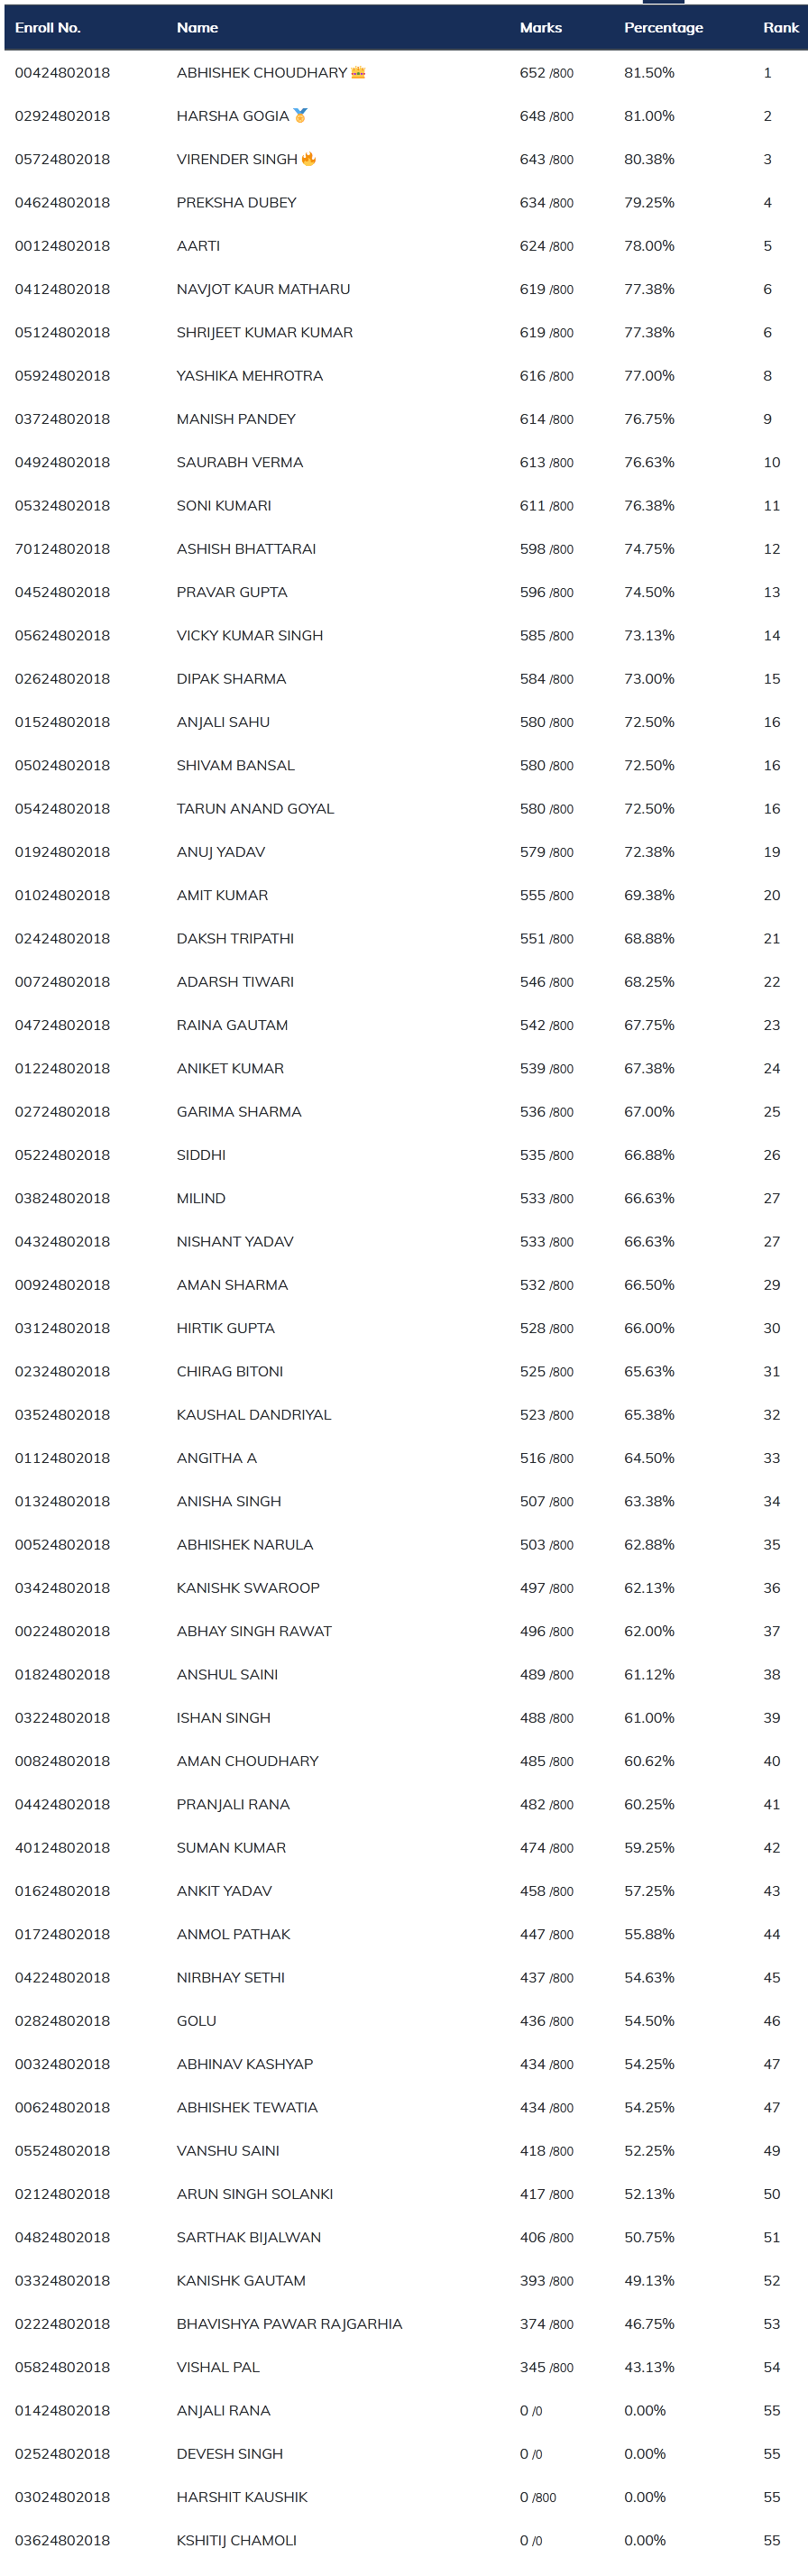 Enroll No. Name Marks Percentage Rank
00424802018 ABHISHEK CHOUDHARY 652 /800 81.50% 1
02924802018 HARSHA GOGIA 648 /800 81.00% 2
05724802018 VIRENDER SINGH 643 /800 80.38% 3
04624802018 PREKSHA DUBEY 634 /800 79.25% 4
00124802018 AARTI 624 /800 78.00% 5
04124802018 NAVJOT KAUR MATHARU 619 /800 77.38% 6
05124802018 SHRIJEET KUMAR KUMAR 619 /800 77.38% 6
05924802018 YASHIKA MEHROTRA 616 /800 77.00% 8
03724802018 MANISH PANDEY 614 /800 76.75% 9
04924802018 SAURABH VERMA 613 /800 76.63% 10
05324802018 SONI KUMARI 611 /800 76.38% 11
70124802018 ASHISH BHATTARAI 598 /800 74.75% 12
04524802018 PRAVAR GUPTA 596 /800 74.50% 13
05624802018 VICKY KUMAR SINGH 585 /800 73.13% 14
02624802018 DIPAK SHARMA 584 /800 73.00% 15
01524802018 ANJALI SAHU 580 /800 72.50% 16
05024802018 SHIVAM BANSAL 580 /800 72.50% 16
05424802018 TARUN ANAND GOYAL 580 /800 72.50% 16
01924802018 ANUJ YADAV 579 /800 72.38% 19
01024802018 AMIT KUMAR 555 /800 69.38% 20
02424802018 DAKSH TRIPATHI 551 /800 68.88% 21
00724802018 ADARSH TIWARI 546 /800 68.25% 22
04724802018 RAINA GAUTAM 542 /800 67.75% 23
01224802018 ANIKET KUMAR 539 /800 67.38% 24
02724802018 GARIMA SHARMA 536 /800 67.00% 25
05224802018 SIDDHI 535 /800 66.88% 26
03824802018 MILIND 533 /800 66.63% 27
04324802018 NISHANT YADAV 533 /800 66.63% 27
00924802018 AMAN SHARMA 532 /800 66.50% 29
03124802018 HIRTIK GUPTA 528 /800 66.00% 30
02324802018 CHIRAG BITONI 525 /800 65.63% 31
03524802018 KAUSHAL DANDRIYAL 523 /800 65.38% 32
01124802018 ANGITHA A 516 /800 64.50% 33
01324802018 ANISHA SINGH 507 /800 63.38% 34
00524802018 ABHISHEK NARULA 503 /800 62.88% 35
03424802018 KANISHK SWAROOP 497 /800 62.13% 36
00224802018 ABHAY SINGH RAWAT 496 /800 62.00% 37
01824802018 ANSHUL SAINI 489 /800 61.12% 38
03224802018 ISHAN SINGH 488 /800 61.00% 39
00824802018 AMAN CHOUDHARY 485 /800 60.62% 40
04424802018 PRANJALI RANA 482 /800 60.25% 41
40124802018 SUMAN KUMAR 474 /800 59.25% 42
01624802018 ANKIT YADAV 458 /800 57.25% 43
01724802018 ANMOL PATHAK 447 /800 55.88% 44
04224802018 NIRBHAY SETHI 437 /800 54.63% 45
02824802018 GOLU 436 /800 54.50% 46
00324802018 ABHINAV KASHYAP 434 /800 54.25% 47
00624802018 ABHISHEK TEWATIA 434 /800 54.25% 47
05524802018 VANSHU SAINI 418 /800 52.25% 49
02124802018 ARUN SINGH SOLANKI 417 /800 52.13% 50
04824802018 SARTHAK BIJALWAN 406 /800 50.75% 51
03324802018 KANISHK GAUTAM 393 /800 49.13% 52
02224802018 BHAVISHYA PAWAR RAJGARHIA 374 /800 46.75% 53
05824802018 VISHAL PAL 345 /800 43.13% 54
01424802018 ANJALI RANA 0 /0 0.00% 55
02524802018 DEVESH SINGH 0 /0 0.00% 55
03024802018 HARSHIT KAUSHIK 0 /800 0.00% 55
03624802018 KSHITIJ CHAMOLI 0 /0 0.00% 55